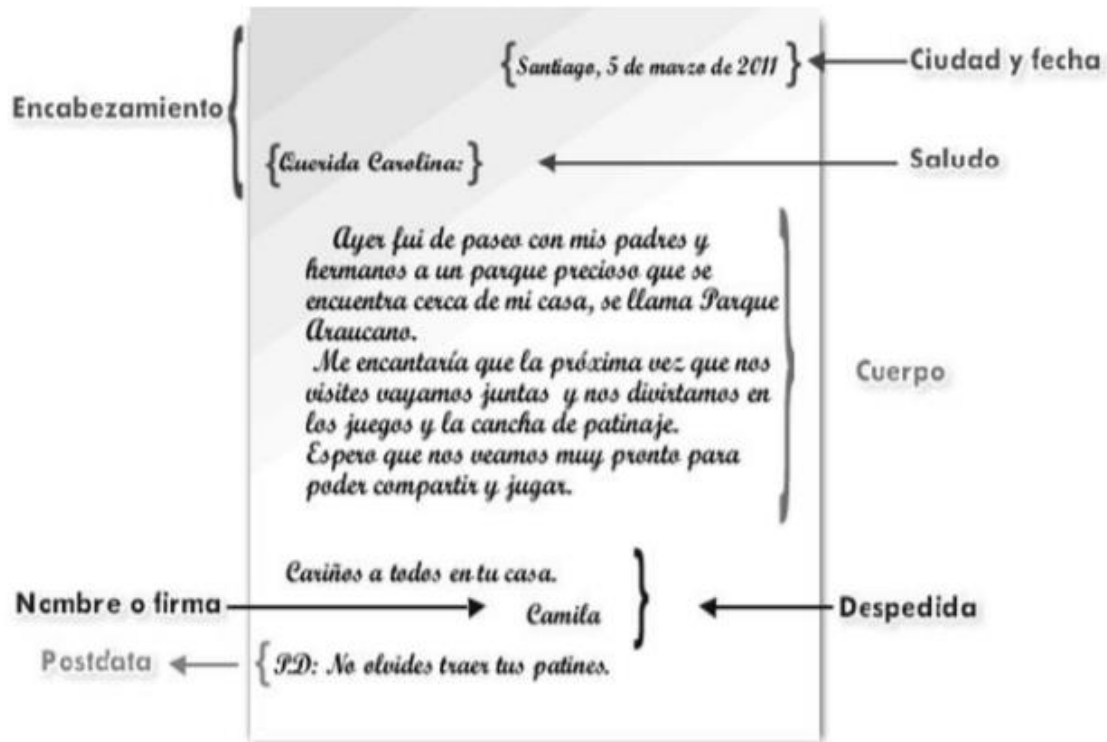 Santiago, 5 de marzo de 2011
Ciudad y fecha
Encabezamiento
Querida Carolina:
Saludo
Ayer fui de paseo con mis padres y
hermanos a un parque precioso que se
encuentra cerca de mi casa, se llama Parque
Araucano.
Me encantaría que la próxima vez que nos
visites vayamos juntas y nos divirtamos en
los juegos y la cancha de patinaje.
Espero que nos veamos muy pronto para
poder compartir y jugar.
Cuerpo
Cariños a todos en tu casa.
Nombre o firma
Camila
Despedida
Postdata
PD: No olvides traer tus patines.